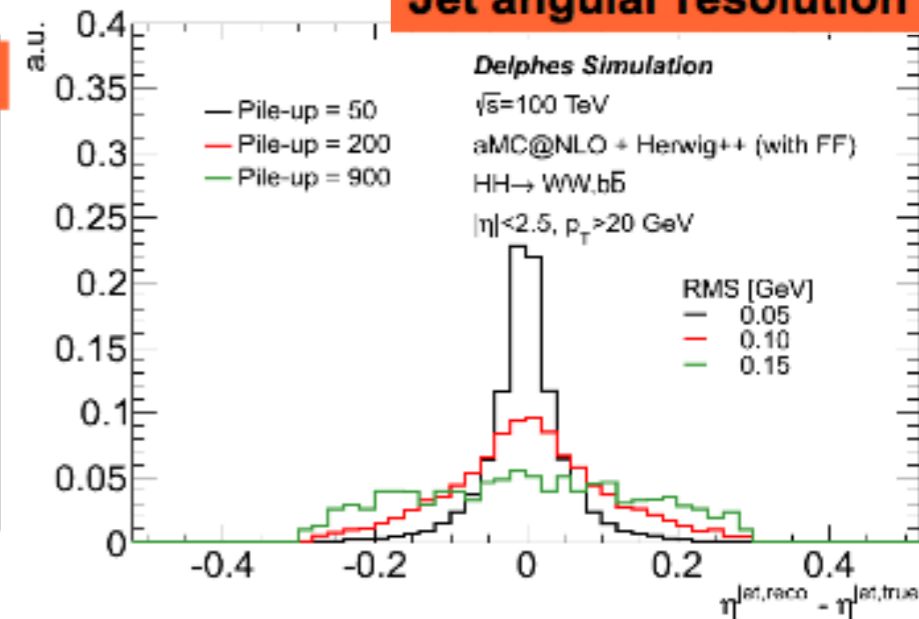 Jet angular resolution
a.u.
0.4
0.35
0.3
0.25
0.2
0.15
0.1
0.05
0
Delphes Simulation
√s=100 TeV
aMC@NLO + Herwig++ (with FF)
HH→ WW,bb̅
|η|<2.5, p_T>20 GeV
Pile-up = 50
Pile-up = 200
Pile-up = 900
RMS [GeV]
0.05
0.10
0.15
-0.4 -0.2 0 0.2 0.4
η^jet,reco - η^jet,true